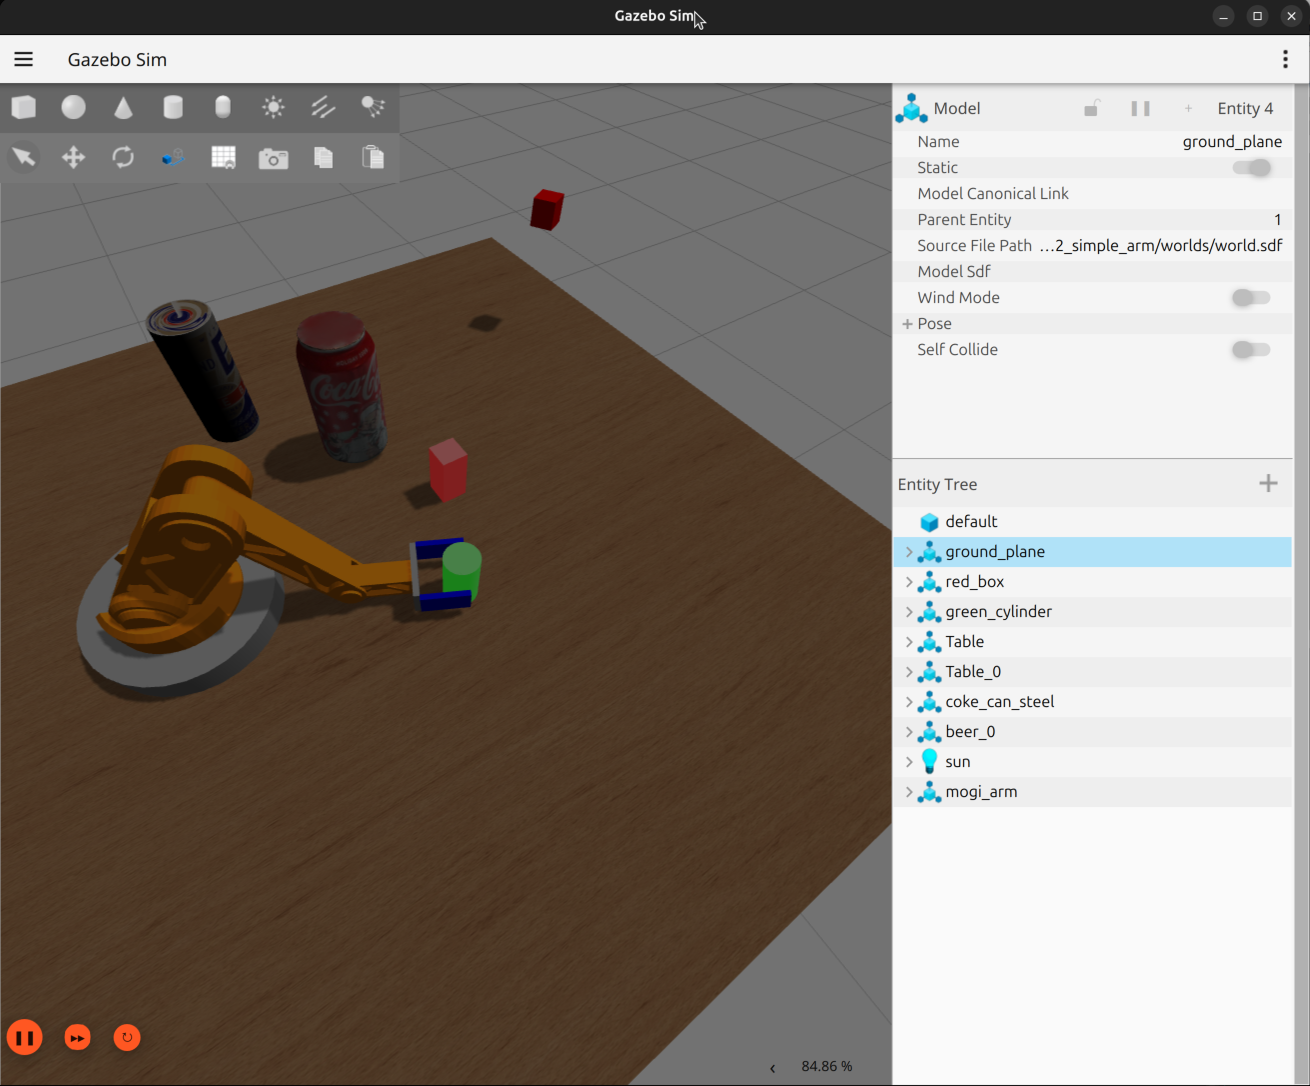 Gazebo Sim
Gazebo Sim
Model
Entity 4
Name
ground_plane
Static
Model Canonical Link
Parent Entity
1
Source File Path
...2_simple_arm/worlds/world.sdf
Model Sdf
Wind Mode
Pose
Self Collide
Coca-Cola
Entity Tree
default
ground_plane
red_box
green_cylinder
Table
Table_0
coke_can_steel
beer_0
sun
mogi_arm
84.86 %